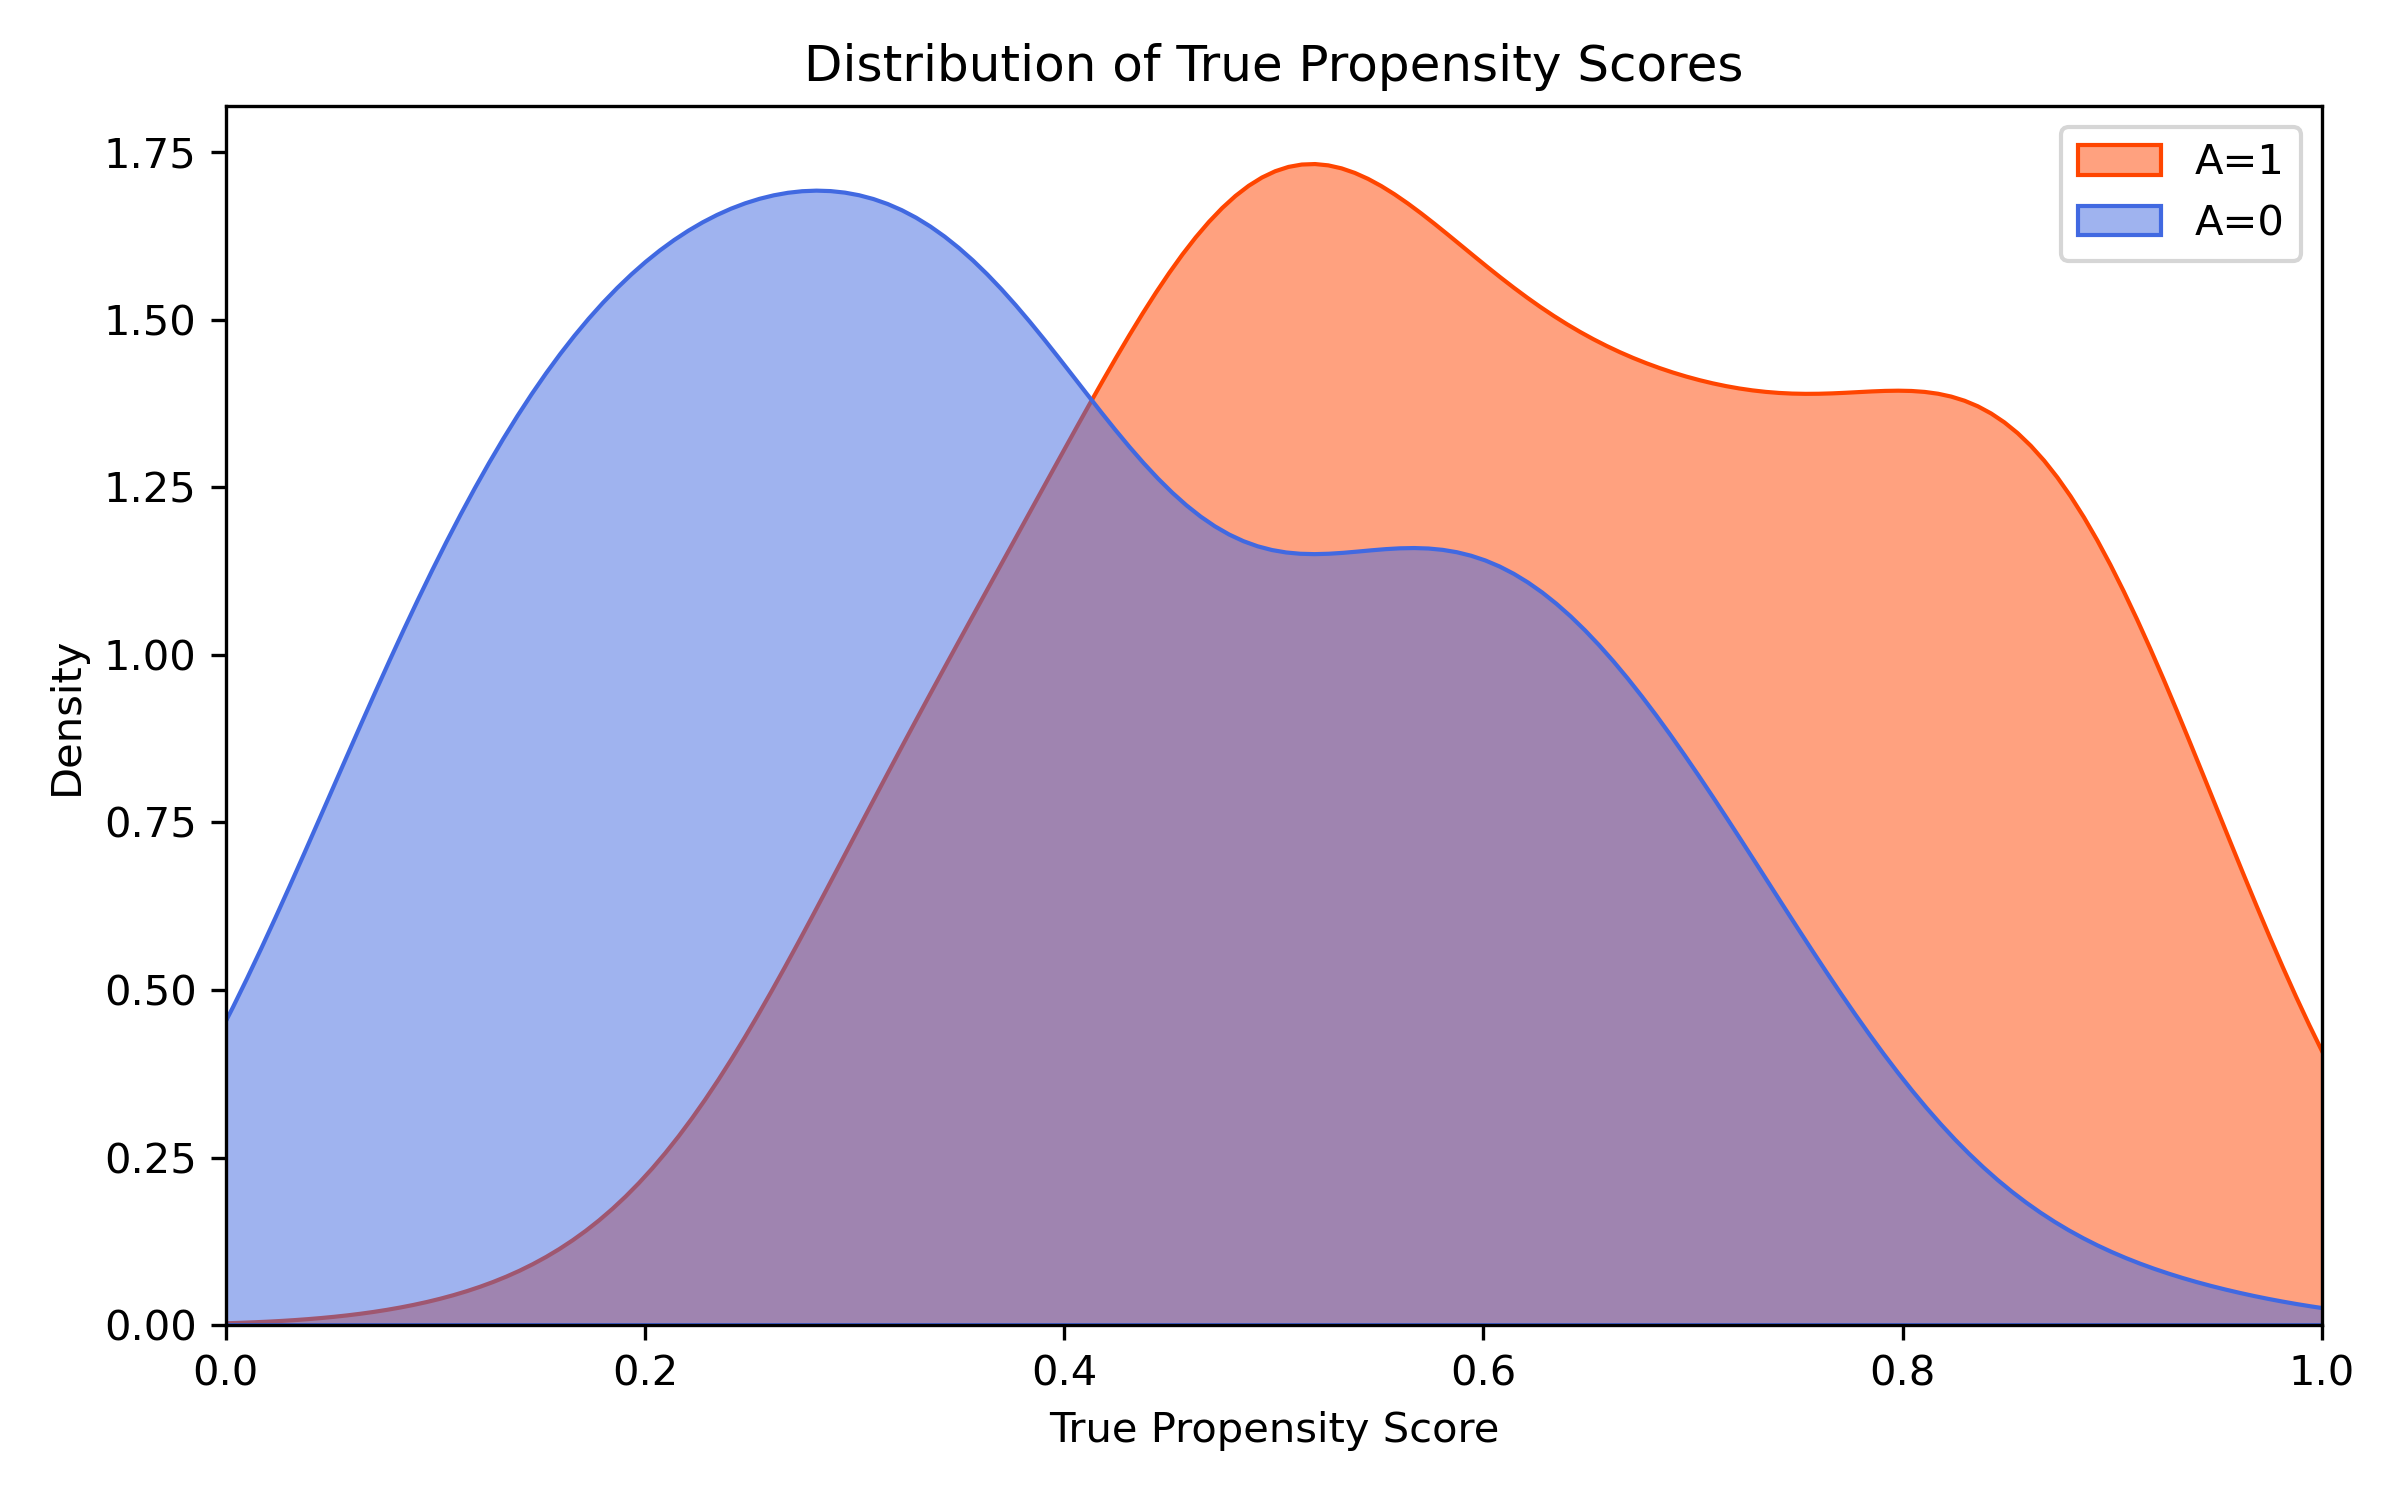 Distribution of True Propensity Scores
A=1
A=0
Density
1.75
1.50
1.25
1.00
0.75
0.50
0.25
0.00
0.0 0.2 0.4 0.6 0.8 1.0
True Propensity Score